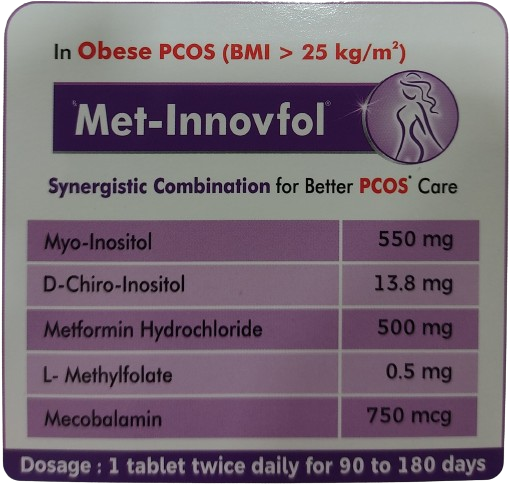 In Obese PCOS (BMI > 25 kg/m²)
Met-Innovfol®
Synergistic Combination for Better PCOS* Care
Myo-Inositol 550 mg
D-Chiro-Inositol 13.8 mg
Metformin Hydrochloride 500 mg
L- Methylfolate 0.5 mg
Mecobalamin 750 mcg
Dosage : 1 tablet twice daily for 90 to 180 days